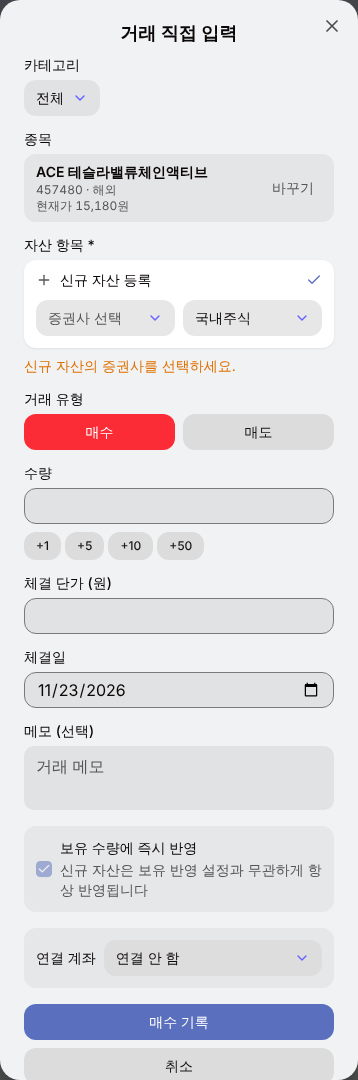 거래 직접 입력
카테고리
전체
종목
ACE 테슬라밸류체인액티브
457480 · 해외
현재가 15,180원
바꾸기
자산 항목 *
신규 자산 등록
증권사 선택
국내주식
신규 자산의 증권사를 선택하세요.
거래 유형
매수
매도
수량
+1
+5
+10
+50
체결 단가 (원)
체결일
11/23/2026
메모 (선택)
거래 메모
보유 수량에 즉시 반영
신규 자산은 보유 반영 설정과 무관하게 항
상 반영됩니다
연결 계좌
연결 안 함
매수 기록
취소